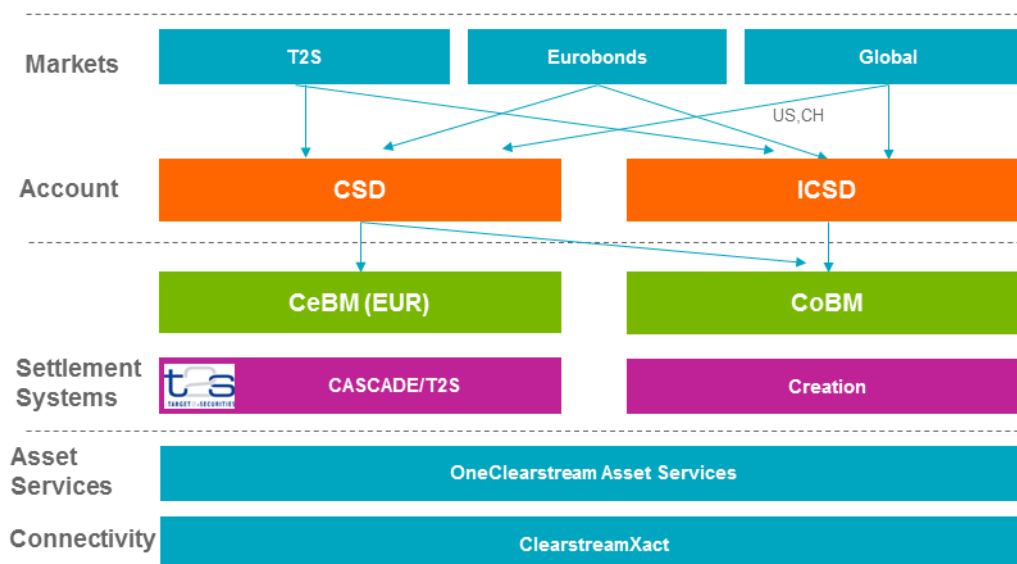 Markets
T2S
Eurobonds
Global
US,CH
Account
CSD
ICSD
CeBM (EUR)
CoBM
Settlement
Systems
t2s
CASCADE/T2S
Creation
Asset
Services
OneClearstream Asset Services
Connectivity
ClearstreamXact